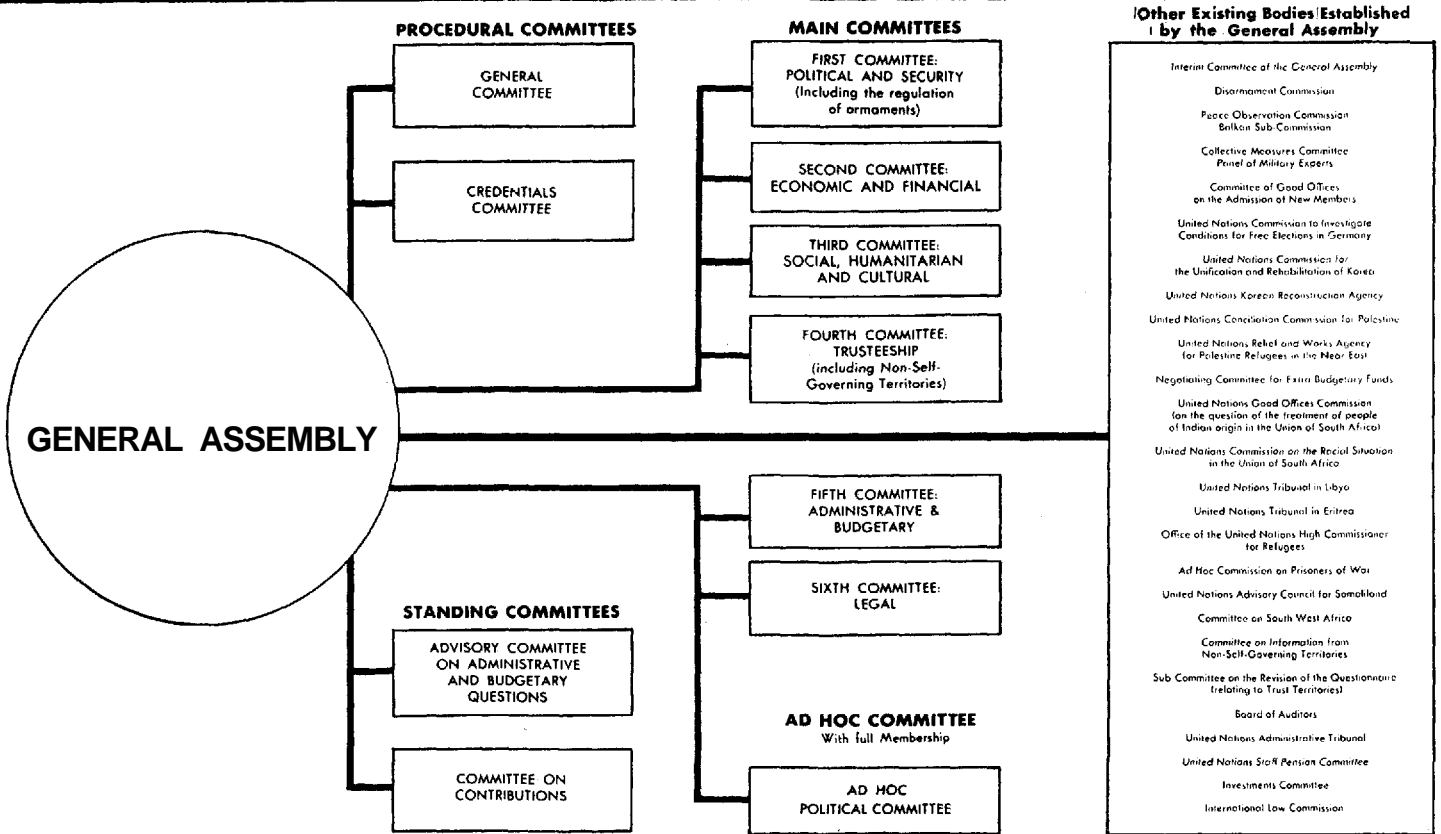 PROCEDURAL COMMITTEES
GENERAL
COMMITTEE
CREDENTIALS
COMMITTEE
MAIN COMMITTEES
FIRST COMMITTEE:
POLITICAL AND SECURITY
(Including the regulation
of armaments)
SECOND COMMITTEE:
ECONOMIC AND FINANCIAL
THIRD COMMITTEE:
SOCIAL, HUMANITARIAN
AND CULTURAL
FOURTH COMMITTEE:
TRUSTEESHIP
(including Non-Self-
Governing Territories)
GENERAL ASSEMBLY
FIFTH COMMITTEE:
ADMINISTRATIVE &
BUDGETARY
SIXTH COMMITTEE:
LEGAL
STANDING COMMITTEES
ADVISORY COMMITTEE
ON ADMINISTRATIVE
AND BUDGETARY
QUESTIONS
COMMITTEE ON
CONTRIBUTIONS
AD HOC COMMITTEE
With full Membership
AD HOC
POLITICAL COMMITTEE
Other Existing Bodies Established
by the General Assembly
Interim Committee of the General Assembly
Disarmament Commission
Peace Observation Commission
Balkan Sub-Commission
Collective Measures Committee
Panel of Military Experts
Committee of Good Offices
on the Admission of New Members
United Nations Commission to Investigate
Conditions for Free Elections in Germany
United Nations Commission for
the Unification and Rehabilitation of Korea
United Nations Korean Reconstruction Agency
United Nations Conciliation Commission for Palestine
United Nations Relief and Works Agency
for Palestine Refugees in the Near East
Negotiating Committee for Extra Budgetary Funds
United Nations Good Offices Commission
(on the question of the treatment of people
of Indian origin in the Union of South Africa)
United Nations Commission on the Racial Situation
in the Union of South Africa
United Nations Tribunal in Libya
United Nations Tribunal in Eritrea
Office of the United Nations High Commissioner
for Refugees
Ad Hoc Commission on Prisoners of War
United Nations Advisory Council for Somaliland
Committee on South West Africa
Committee on Information from
Non-Self-Governing Territories
Sub Committee on the Revision of the Questionnaire
(relating to Trust Territories)
Board of Auditors
United Nations Administrative Tribunal
United Nations Staff Pension Committee
Investments Committee
International Law Commission